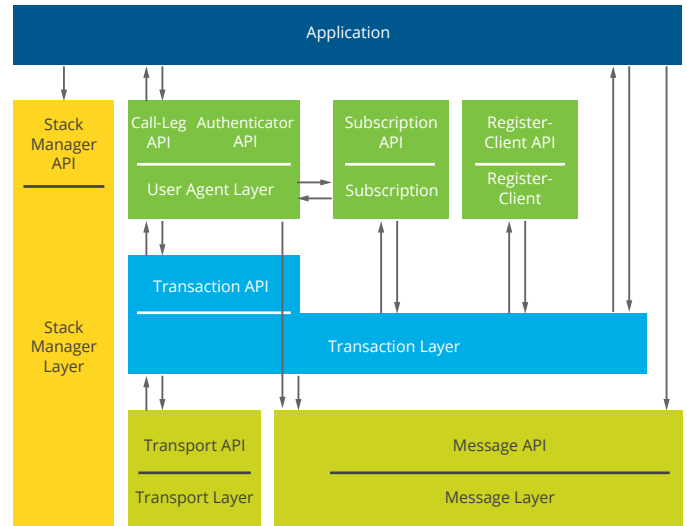 Application
Stack
Manager
API
Call-Leg
API
Authenticator
API
User Agent Layer
Subscription
API
Subscription
Register-
Client API
Register-
Client
Transaction API
Transaction Layer
Stack
Manager
Layer
Transport API
Transport Layer
Message API
Message Layer